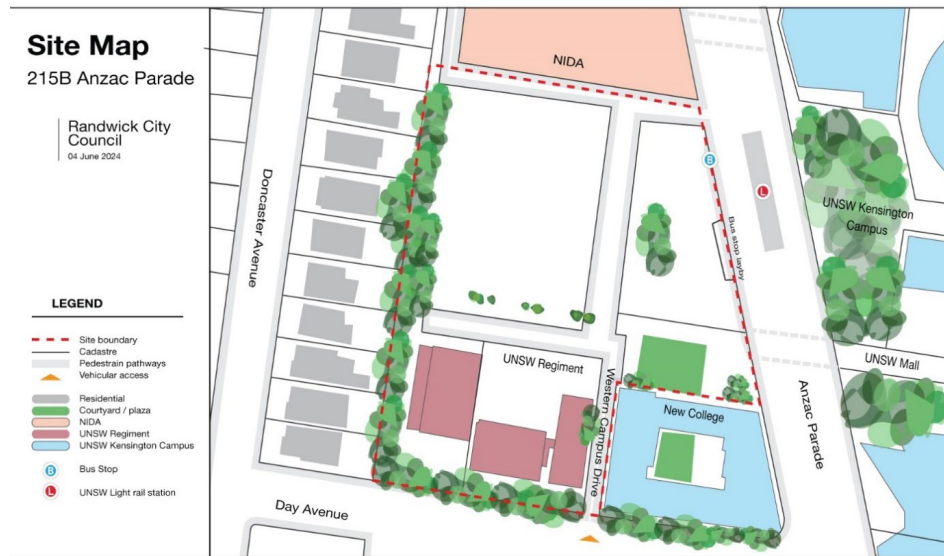 Site Map
215B Anzac Parade
Randwick City
Council
04 June 2024
LEGEND
Site boundary
Cadastre
Pedestrain pathways
Vehicular access
Residential
Courtyard / plaza
NIDA
UNSW Regiment
UNSW Kensington Campus
B
Bus Stop
L
UNSW Light rail station
NIDA
B
L
Doncaster Avenue
Bus stop layby
UNSW Kensington
Campus
UNSW Regiment
Western Campus Drive
New College
UNSW Mall
Anzac Parade
Day Avenue